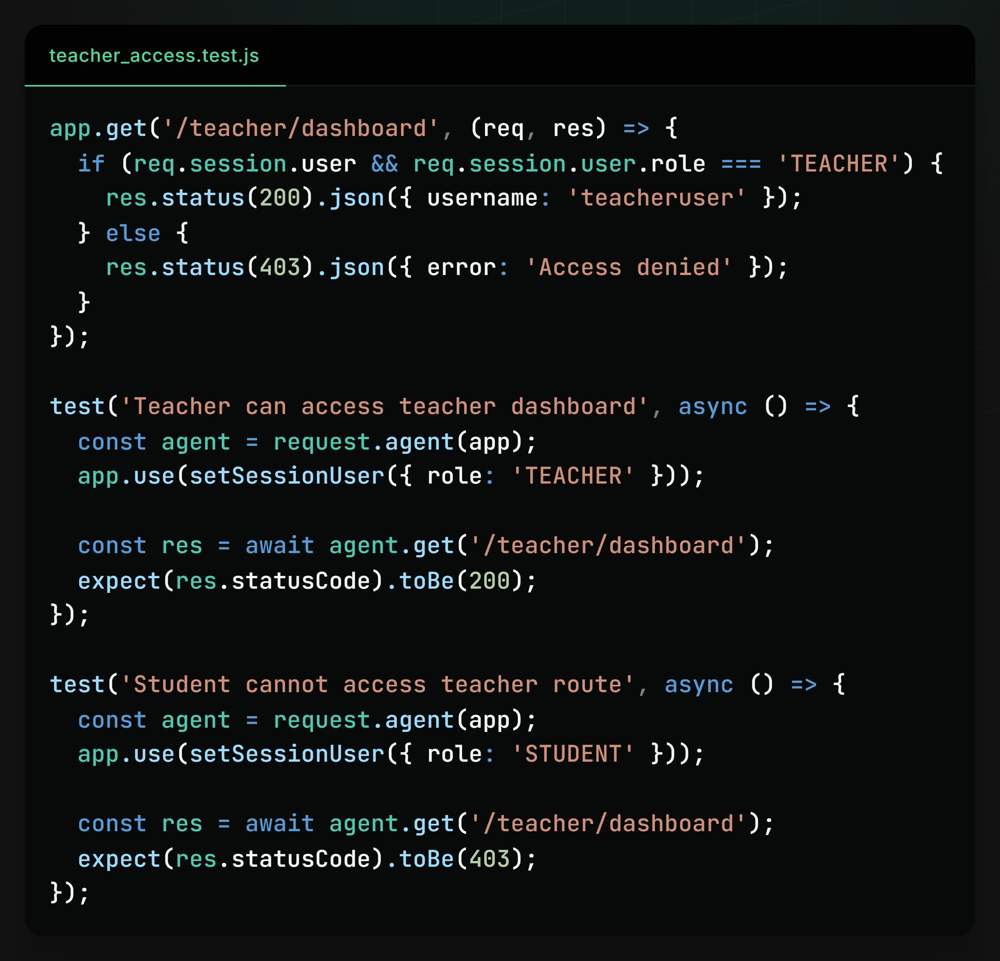 teacher_access.test.js
app.get('/teacher/dashboard', (req, res) => {
  if (req.session.user && req.session.user.role === 'TEACHER') {
    res.status(200).json({ username: 'teacheruser' });
  } else {
    res.status(403).json({ error: 'Access denied' });
  }
});

test('Teacher can access teacher dashboard', async () => {
  const agent = request.agent(app);
  app.use(setSessionUser({ role: 'TEACHER' }));

  const res = await agent.get('/teacher/dashboard');
  expect(res.statusCode).toBe(200);
});

test('Student cannot access teacher route', async () => {
  const agent = request.agent(app);
  app.use(setSessionUser({ role: 'STUDENT' }));

  const res = await agent.get('/teacher/dashboard');
  expect(res.statusCode).toBe(403);
});